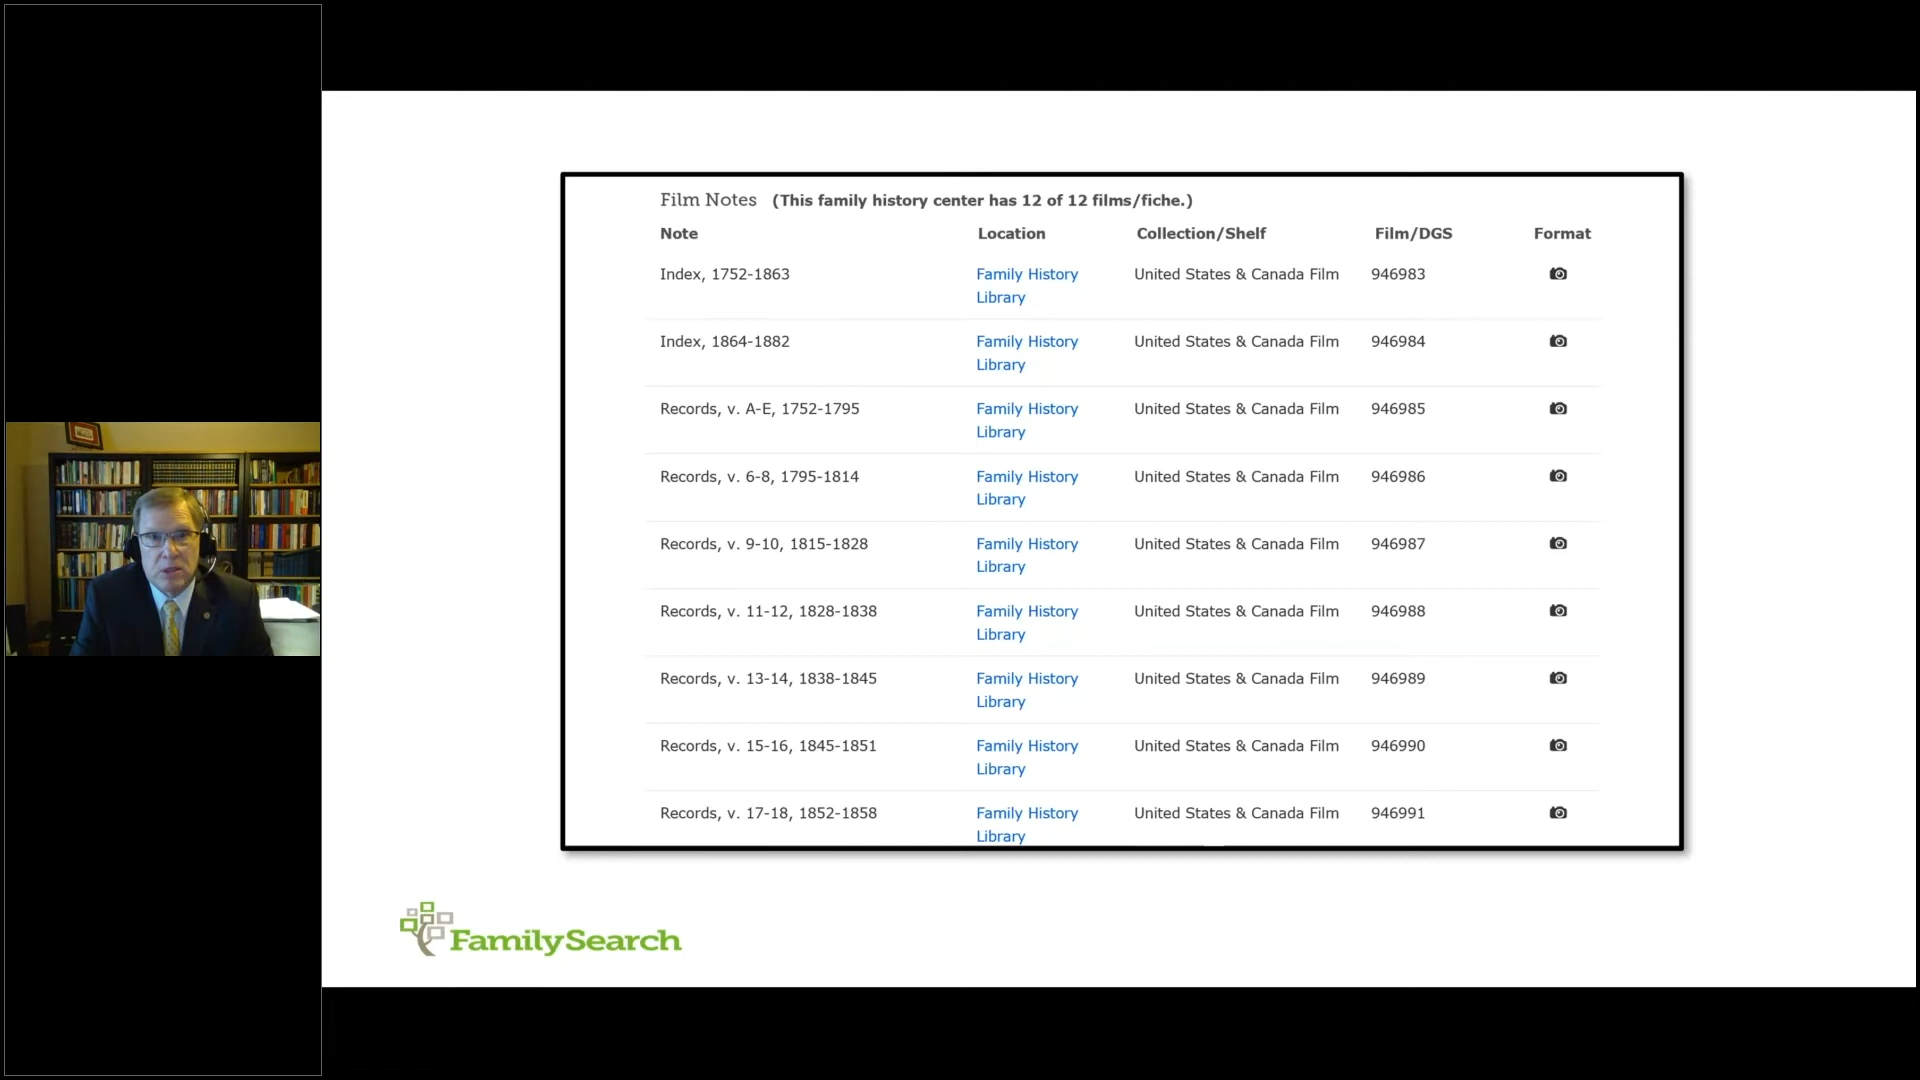 Film Notes (This family history center has 12 of 12 films/fiche.)
Note Location Collection/Shelf Film/DGS Format
Index, 1752-1863 Family History United States & Canada Film 946983
Library
Index, 1864-1882 Family History United States & Canada Film 946984
Library
Records, v. A-E, 1752-1795 Family History United States & Canada Film 946985
Library
Records, v. 6-8, 1795-1814 Family History United States & Canada Film 946986
Library
Records, v. 9-10, 1815-1828 Family History United States & Canada Film 946987
Library
Records, v. 11-12, 1828-1838 Family History United States & Canada Film 946988
Library
Records, v. 13-14, 1838-1845 Family History United States & Canada Film 946989
Library
Records, v. 15-16, 1845-1851 Family History United States & Canada Film 946990
Library
Records, v. 17-18, 1852-1858 Family History United States & Canada Film 946991
Library
FamilySearch